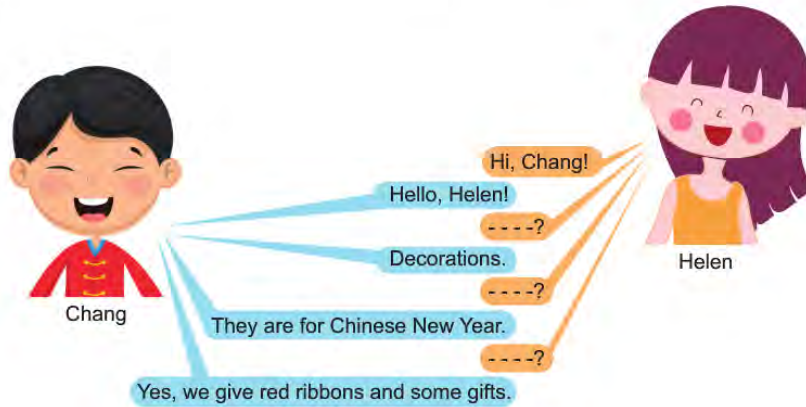 Hi, Chang!
Hello, Helen!
- - - -?
Decorations.
- - - -?
They are for Chinese New Year.
- - - -?
Yes, we give red ribbons and some gifts.
Chang
Helen